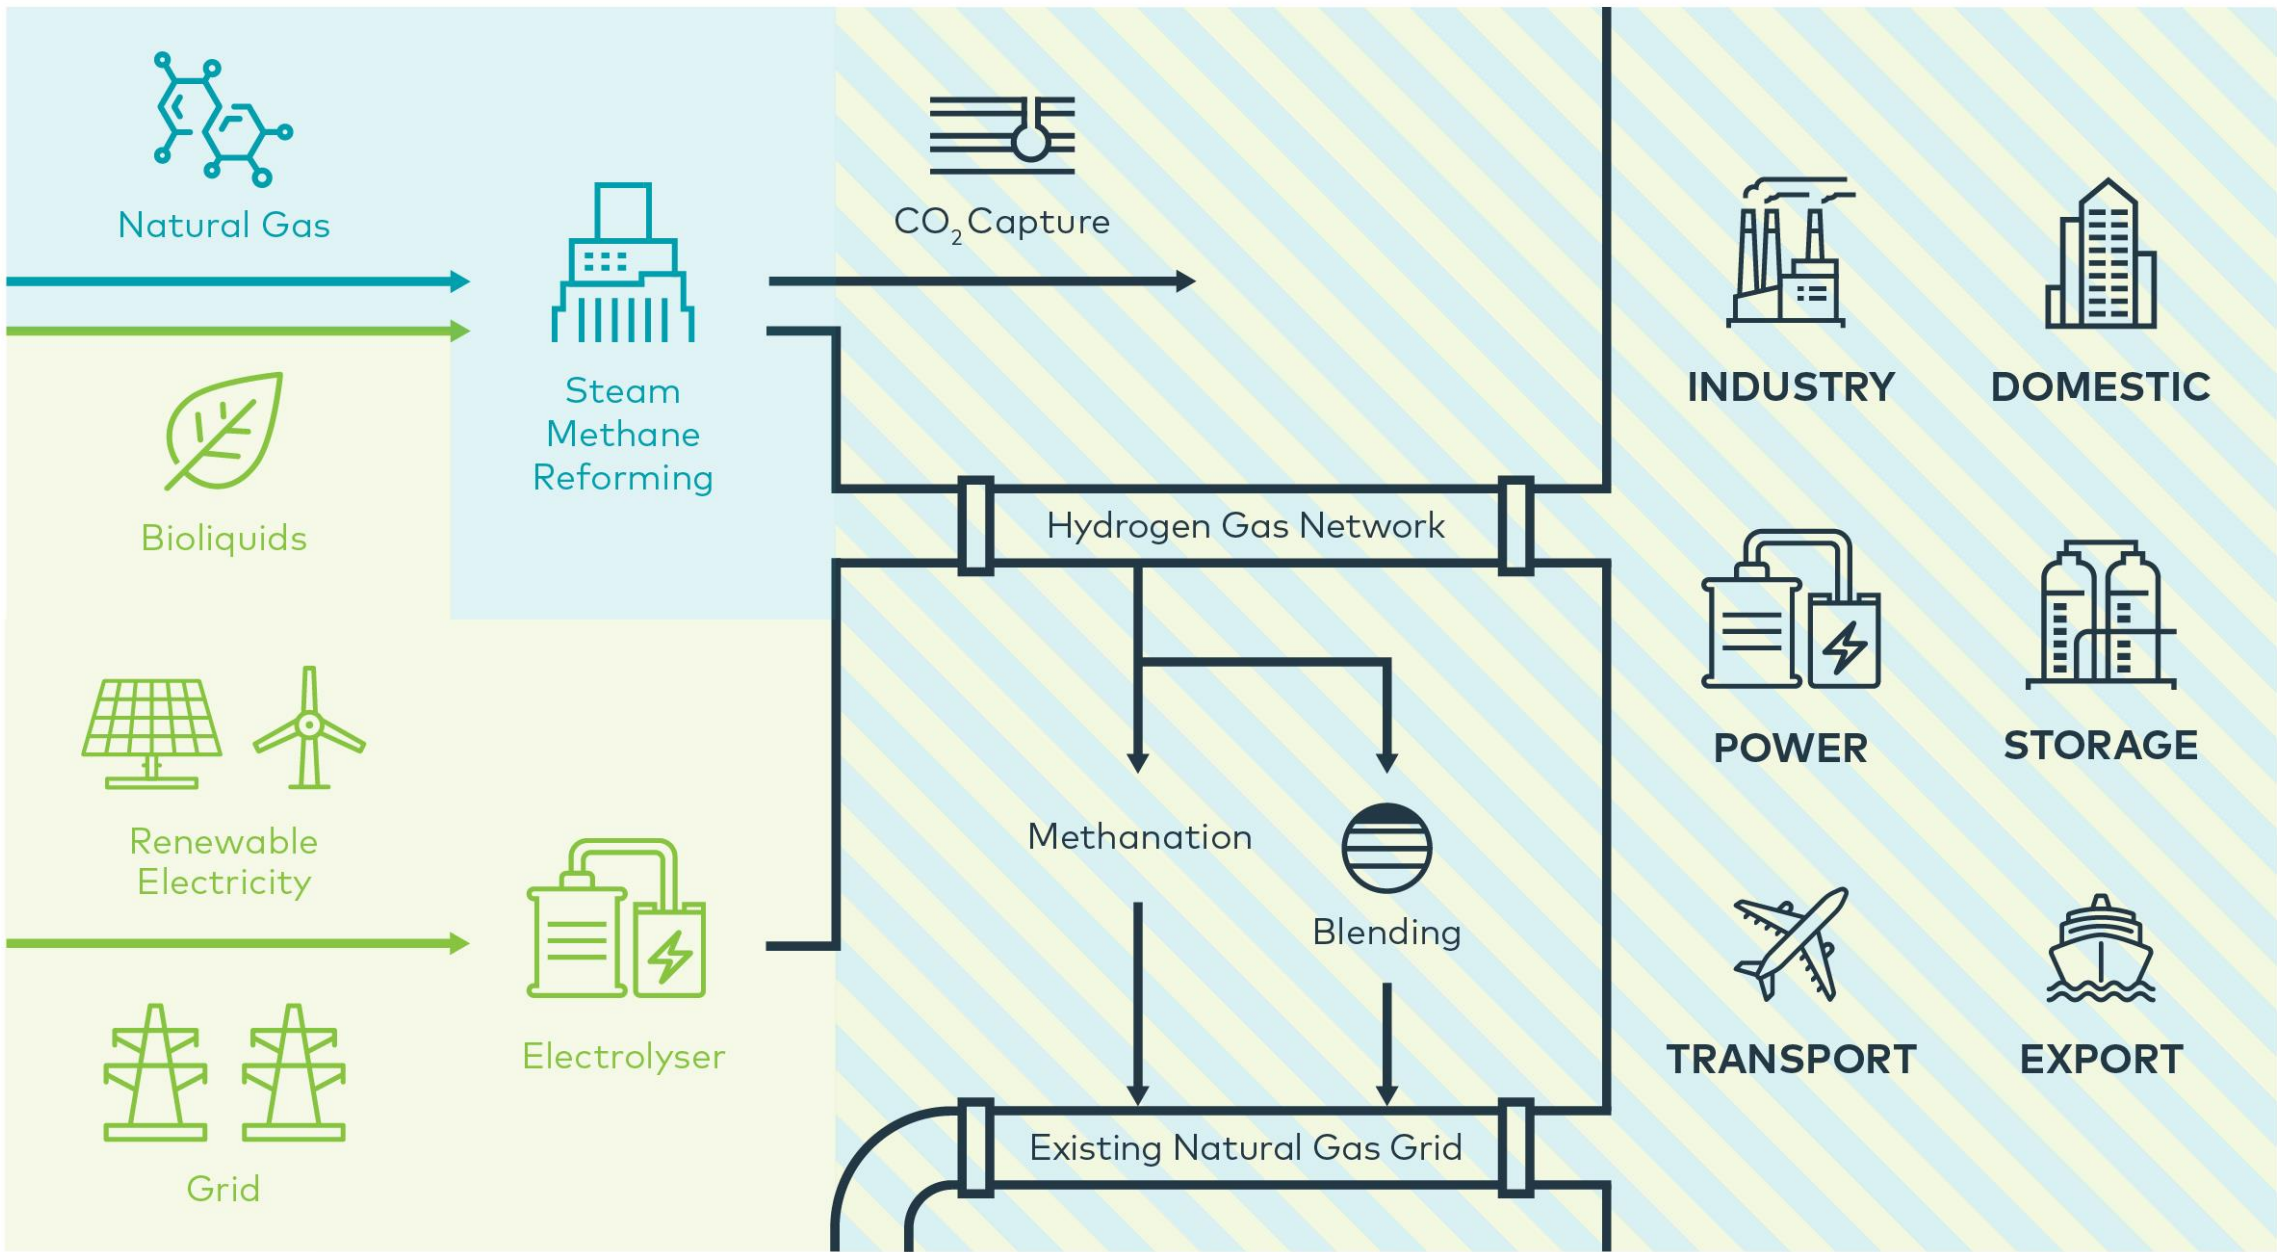 Natural Gas
Bioliquids
Steam
Methane
Reforming
CO₂ Capture
Renewable
Electricity
Grid
Electrolyser
Hydrogen Gas Network
Methanation
Blending
Existing Natural Gas Grid
INDUSTRY
DOMESTIC
POWER
STORAGE
TRANSPORT
EXPORT